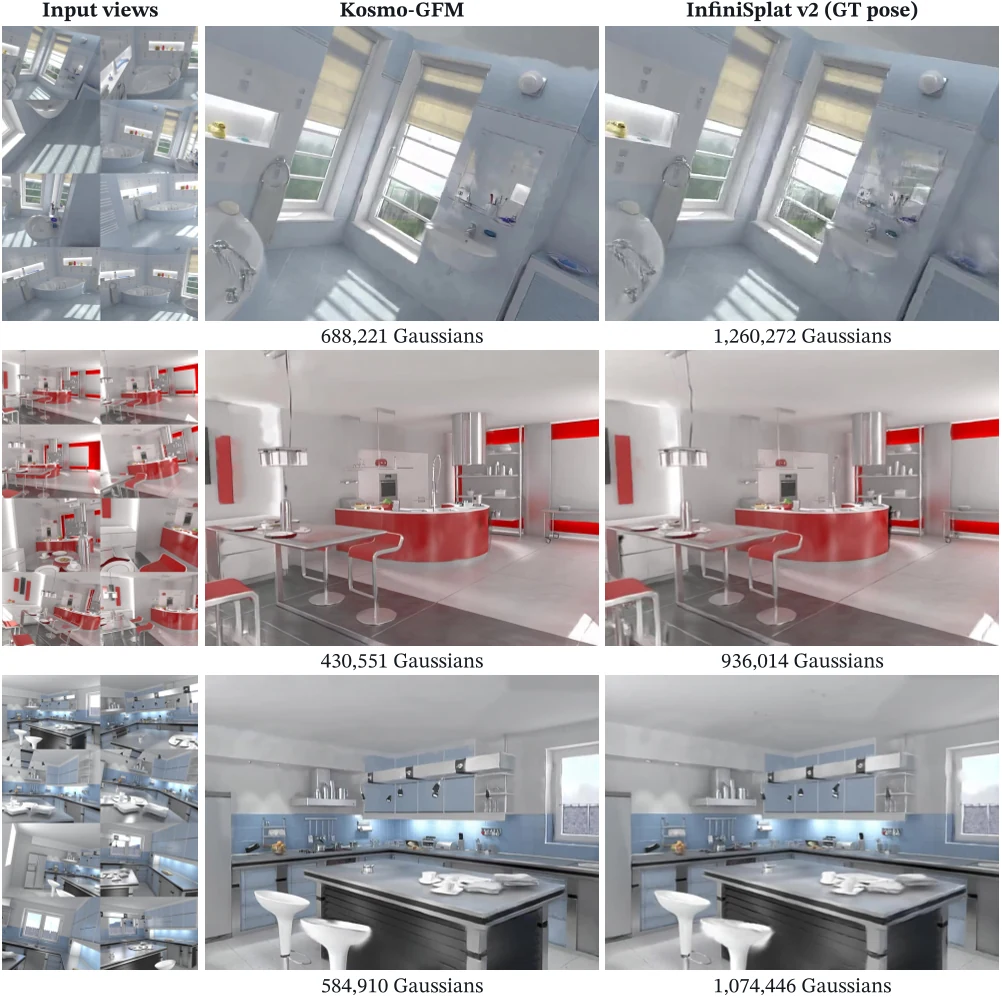 Input views
Kosmo-GFM
InfiniSplat v2 (GT pose)
688,221 Gaussians
1,260,272 Gaussians
430,551 Gaussians
936,014 Gaussians
584,910 Gaussians
1,074,446 Gaussians